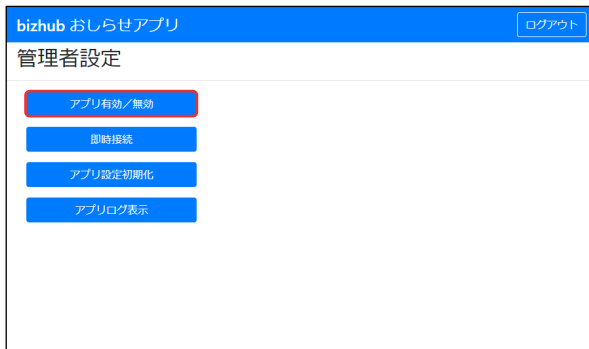 bizhub おしらせアプリ
ログアウト
管理者設定
アプリ有効／無効
即時接続
アプリ設定初期化
アプリログ表示